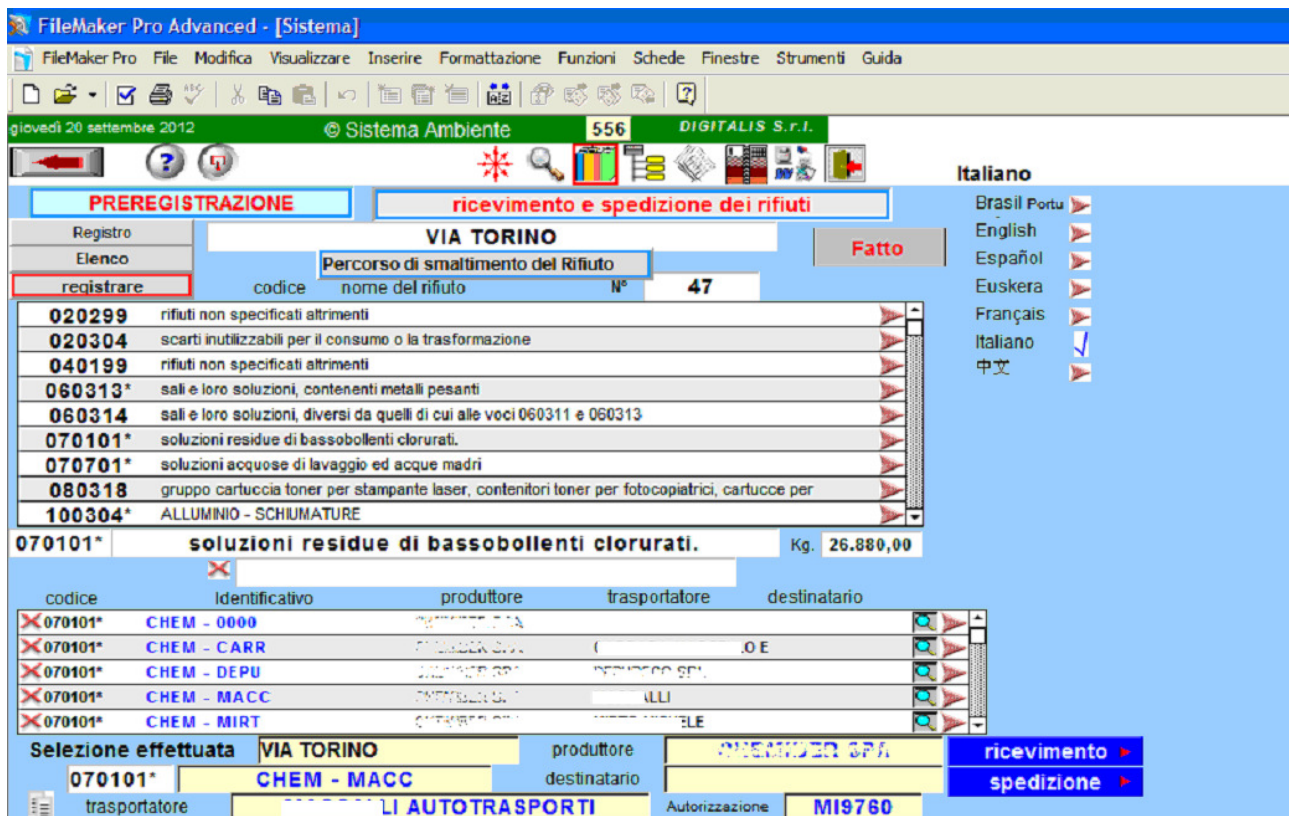 FileMaker Pro Advanced - [Sistema]
FileMaker Pro File Modifica Visualizzare Inserire Formattazione Funzioni Schede Finestre Strumenti Guida
giovedì 20 settembre 2012 © Sistema Ambiente 556 DIGITALIS S.r.l.
Italiano
PREREGISTRAZIONE ricevimento e spedizione dei rifiuti Brasil Portu
Registro VIA TORINO Fatto English
Elenco Percorso di smaltimento del Rifiuto Español
registrare codice nome del rifiuto N° 47 Euskera
020299 rifiuti non specificati altrimenti Français
020304 scarti inutilizzabili per il consumo o la trasformazione Italiano
040199 rifiuti non specificati altrimenti 中文
060313* sali e loro soluzioni, contenenti metalli pesanti
060314 sali e loro soluzioni, diversi da quelli di cui alle voci 060311 e 060313
070101* soluzioni residue di bassobollenti clorurati.
070701* soluzioni acquose di lavaggio ed acque madri
080318 gruppo cartuccia toner per stampante laser, contenitori toner per fotocopiatrici, cartucce per
100304* ALLUMINIO - SCHIUMATURE
070101* soluzioni residue di bassobollenti clorurati. Kg. 26.880,00
codice Identificativo produttore trasportatore destinatario
070101* CHEM - 0000
070101* CHEM - CARR
070101* CHEM - DEPU
070101* CHEM - MACC
070101* CHEM - MIRT
Selezione effettuata VIA TORINO produttore SPA ricevimento
070101* CHEM - MACC destinatario spedizione
trasportatore AUTOTRASPORTI Autorizzazione MI9760